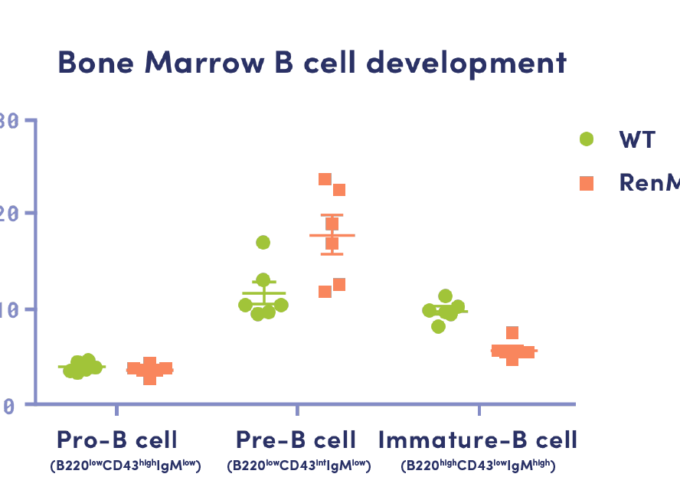 Bone Marrow B cell development
30
20
10
0
WT
RenM
Pro-B cell
Pre-B cell
Immature-B cell
(B220ˡᵒʷCD43ʰⁱᵍʰIgMˡᵒʷ)
(B220ˡᵒʷCD43ⁱⁿᵗIgMˡᵒʷ)
(B220ʰⁱᵍʰCD43ˡᵒʷIgMʰⁱᵍʰ)